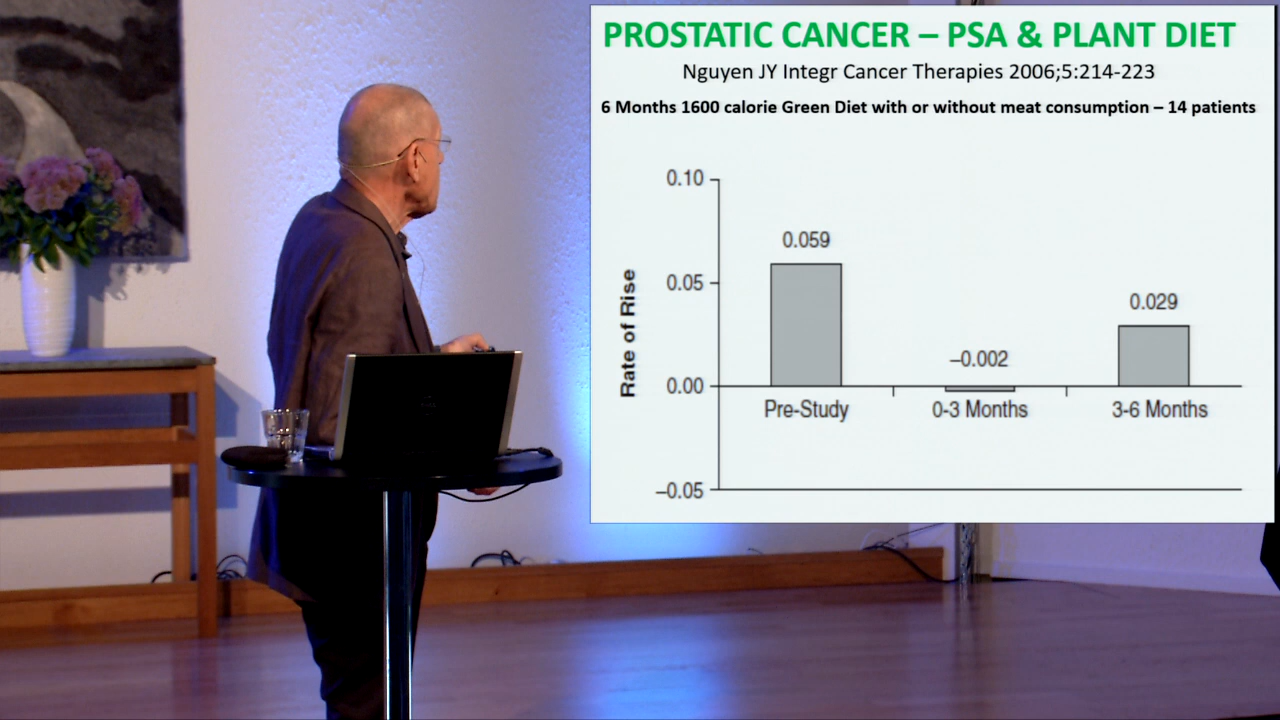 PROSTATIC CANCER – PSA & PLANT DIET
Nguyen JY Integr Cancer Therapies 2006;5:214-223
6 Months 1600 calorie Green Diet with or without meat consumption – 14 patients
Rate of Rise
0.10
0.05
0.00
−0.05
0.059
−0.002
0.029
Pre-Study
0-3 Months
3-6 Months